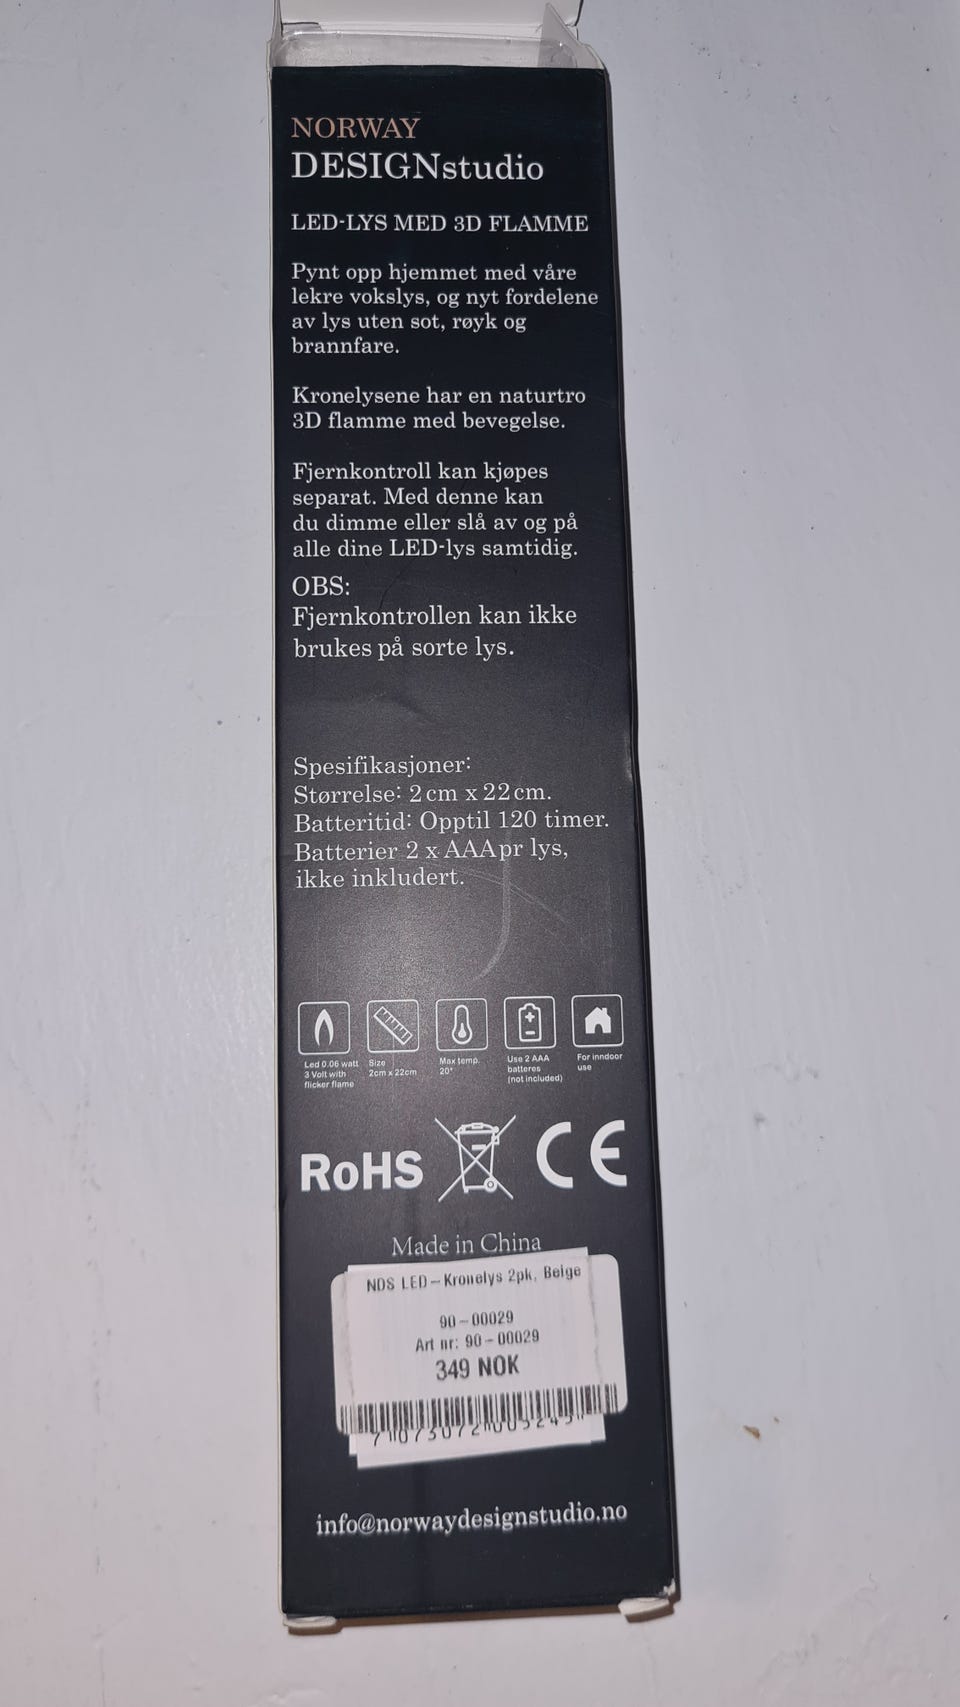 NORWAY
DESIGNstudio
LED-LYS MED 3D FLAMME
Pynt opp hjemmet med våre
lekre vokslys, og nyt fordelene
av lys uten sot, røyk og
brannfare.
Kronelysene har en naturtro
3D flamme med bevegelse.
Fjernkontroll kan kjøpes
separat. Med denne kan
du dimme eller slå av og på
alle dine LED-lys samtidig.
OBS:
Fjernkontrollen kan ikke
brukes på sorte lys.
Spesifikasjoner:
Størrelse: 2 cm x 22 cm.
Batteritid: Opptil 120 timer.
Batterier 2 x AAA pr lys,
ikke inkludert.
Led 0.06 watt
3 Volt with
flicker flame
Size
2cm x 22cm
Max temp.
20°
Use 2 AAA
batteres
(not included)
For inndoor
use
RoHS
CE
Made in China
NDS LED-Kronelys 2pk, Beige
90-00029
Art nr: 90-00029
349 NOK
7 073072 005245
info@norwaydesignstudio.no